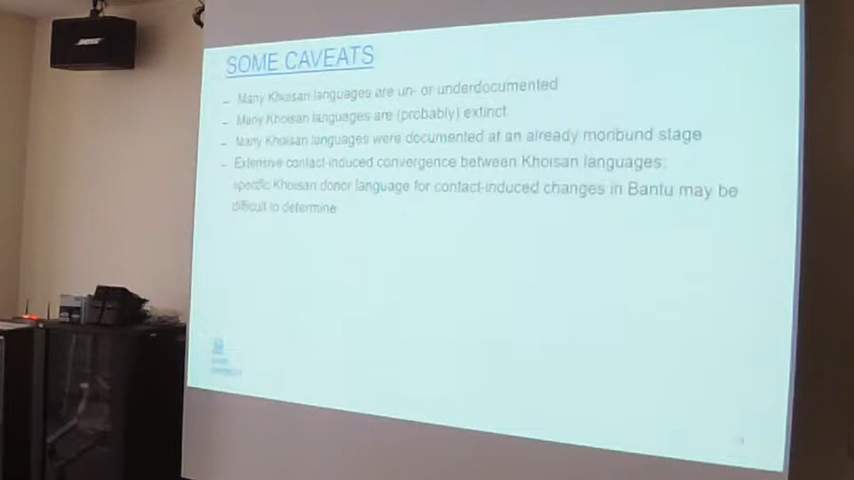 SOME CAVEATS
- Many Khoisan languages are un- or underdocumented
- Many Khoisan languages are (probably) extinct
- Many Khoisan languages were documented at an already moribund stage
- Extensive contact-induced convergence between Khoisan languages:
specific Khoisan donor language for contact-induced changes in Bantu may be
difficult to determine